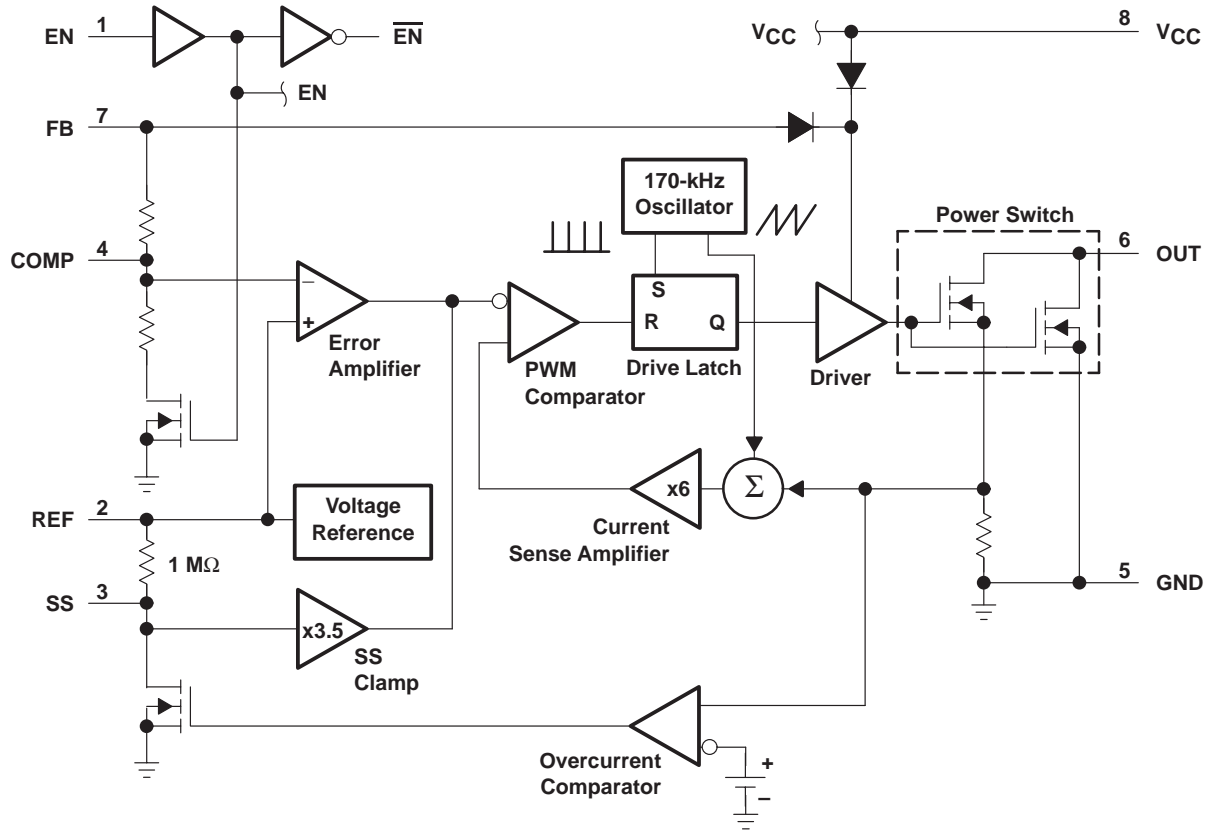 EN
1
EN
8
VCC
VCC
EN
FB
7
170-kHz
Oscillator
Power Switch
COMP
4
6
OUT
S
R
Q
–
+
Error
Amplifier
PWM
Comparator
Drive Latch
Driver
x6
Σ
REF
2
Voltage
Reference
Current
Sense Amplifier
1 MΩ
SS
3
5
GND
x3.5
SS
Clamp
Overcurrent
Comparator
+
–